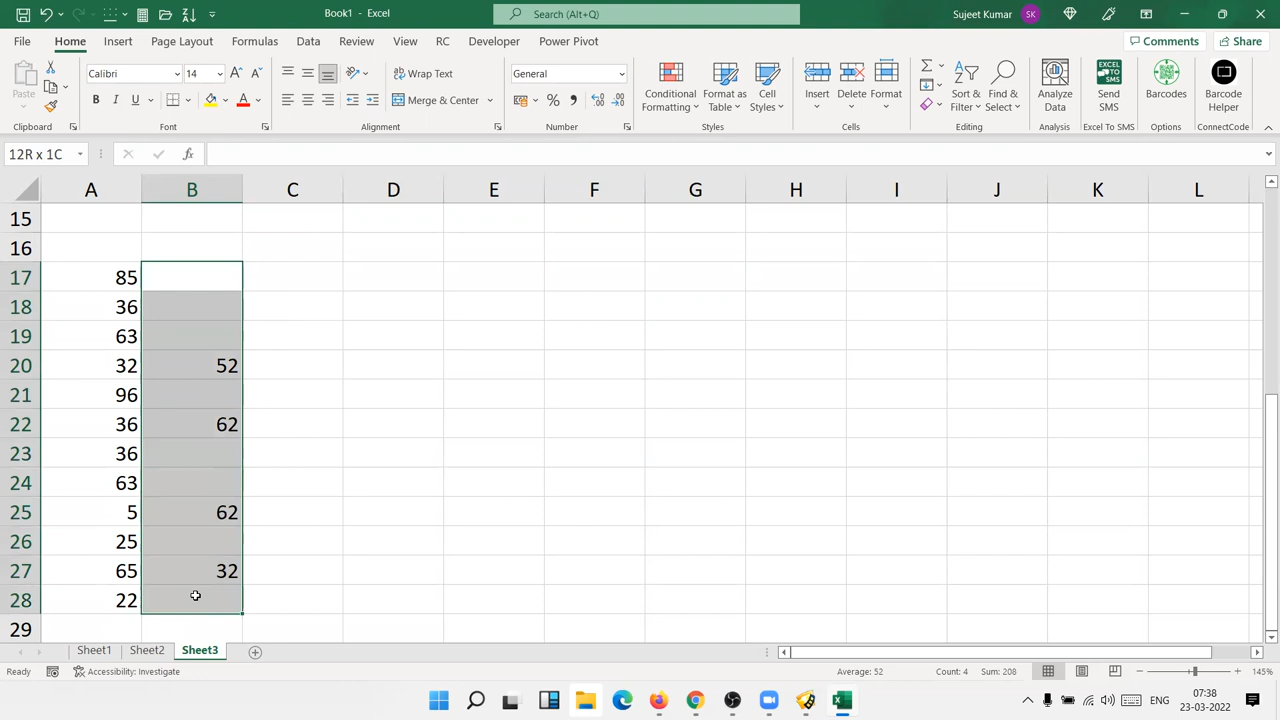 Book1 - Excel
Search (Alt+Q)
Sujeet Kumar
SK
File Home Insert Page Layout Formulas Data Review View RC Developer Help Power Pivot
Comments
Share
Paste
Calibri
14
Wrap Text
Merge & Center
General
Conditional Formatting
Format as Table
Cell Styles
Insert
Delete
Format
Sort & Filter
Find & Select
Analyze Data
Send SMS
Barcodes
Barcode Helper
Clipboard
Font
Alignment
Number
Styles
Cells
Editing
Analysis
Excel To SMS
Options
ConnectCode
12R x 1C
A B C D E F G H I J K L
15
16
17 85
18 36
19 63
20 32 52
21 96
22 36 62
23 36
24 63
25 5 62
26 25
27 65 32
28 22
29
Sheet1 Sheet2 Sheet3
Ready
Accessibility: Investigate
Average: 52
Count: 4
Sum: 208
145%
ENG
07:38
23-03-2022